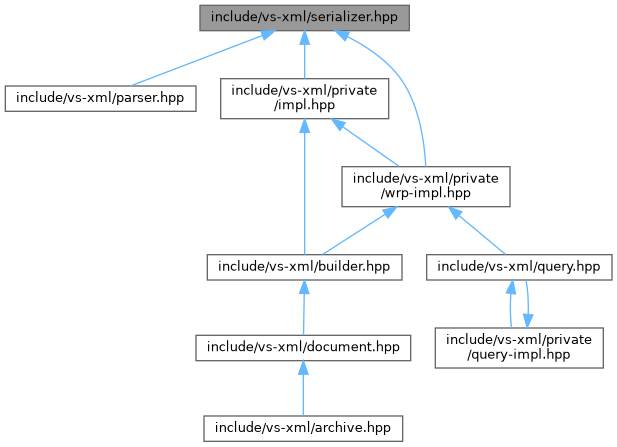 include/vs-xml/serializer.hpp
include/vs-xml/parser.hpp
include/vs-xml/private
/impl.hpp
include/vs-xml/private
/wrp-impl.hpp
include/vs-xml/builder.hpp
include/vs-xml/query.hpp
include/vs-xml/document.hpp
include/vs-xml/private
/query-impl.hpp
include/vs-xml/archive.hpp